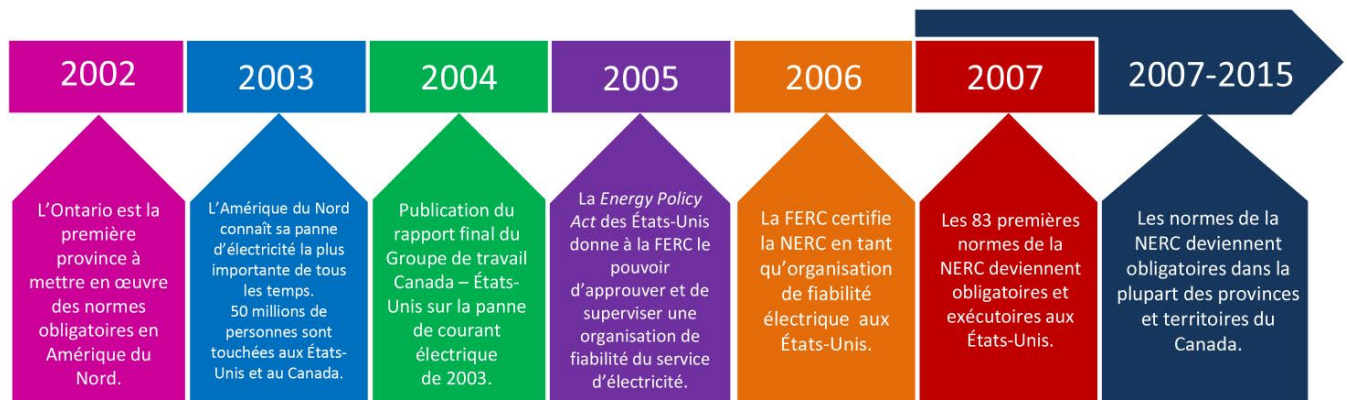 2002
2003
2004
2005
2006
2007
2007-2015
L'Ontario est la
première
province à
mettre en œuvre
des normes
obligatoires en
Amérique du
Nord.
L'Amérique du Nord
connaît sa panne
d'électricité la plus
importante de tous
les temps.
50 millions de
personnes sont
touchées aux États-
Unis et au Canada.
Publication du
rapport final du
Groupe de travail
Canada – États-
Unis sur la panne
de courant
électrique
de 2003.
La Energy Policy
Act des États-Unis
donne à la FERC le
pouvoir
d'approuver et de
superviser une
organisation de
fiabilité du service
d'électricité.
La FERC certifie
la NERC en tant
qu'organisation
de fiabilité
électrique aux
États-Unis.
Les 83 premières
normes de la
NERC deviennent
obligatoires et
exécutoires aux
États-Unis.
Les normes de la
NERC deviennent
obligatoires dans la
plupart des provinces
et territoires du
Canada.